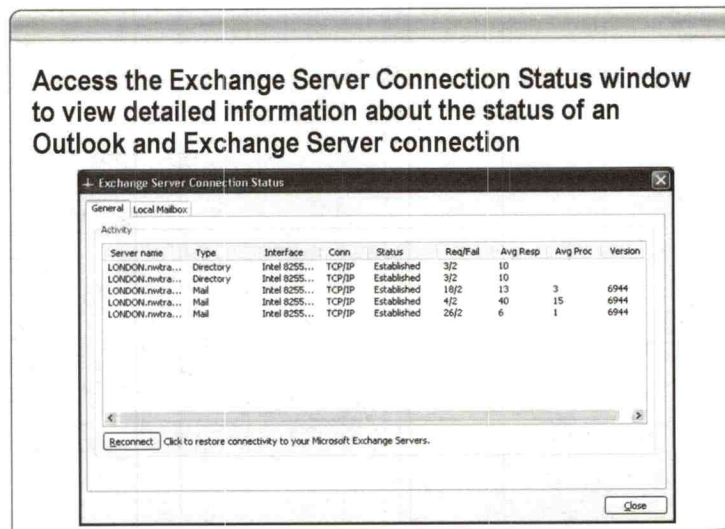 Access the Exchange Server Connection Status window
to view detailed information about the status of an
Outlook and Exchange Server connection
Exchange Server Connection Status
General Local Mailbox
Activity
Server name Type Interface Conn Status Req/Fail Avg Resp Avg Proc Version
LONDON.nwtra... Directory Intel 8255... TCP/IP Established 3/2 10
LONDON.nwtra... Directory Intel 8255... TCP/IP Established 3/2 10
LONDON.nwtra... Mail Intel 8255... TCP/IP Established 18/2 13 3 6944
LONDON.nwtra... Mail Intel 8255... TCP/IP Established 4/2 40 15 6944
LONDON.nwtra... Mail Intel 8255... TCP/IP Established 26/2 6 1 6944
Reconnect Click to restore connectivity to your Microsoft Exchange Servers.
Close